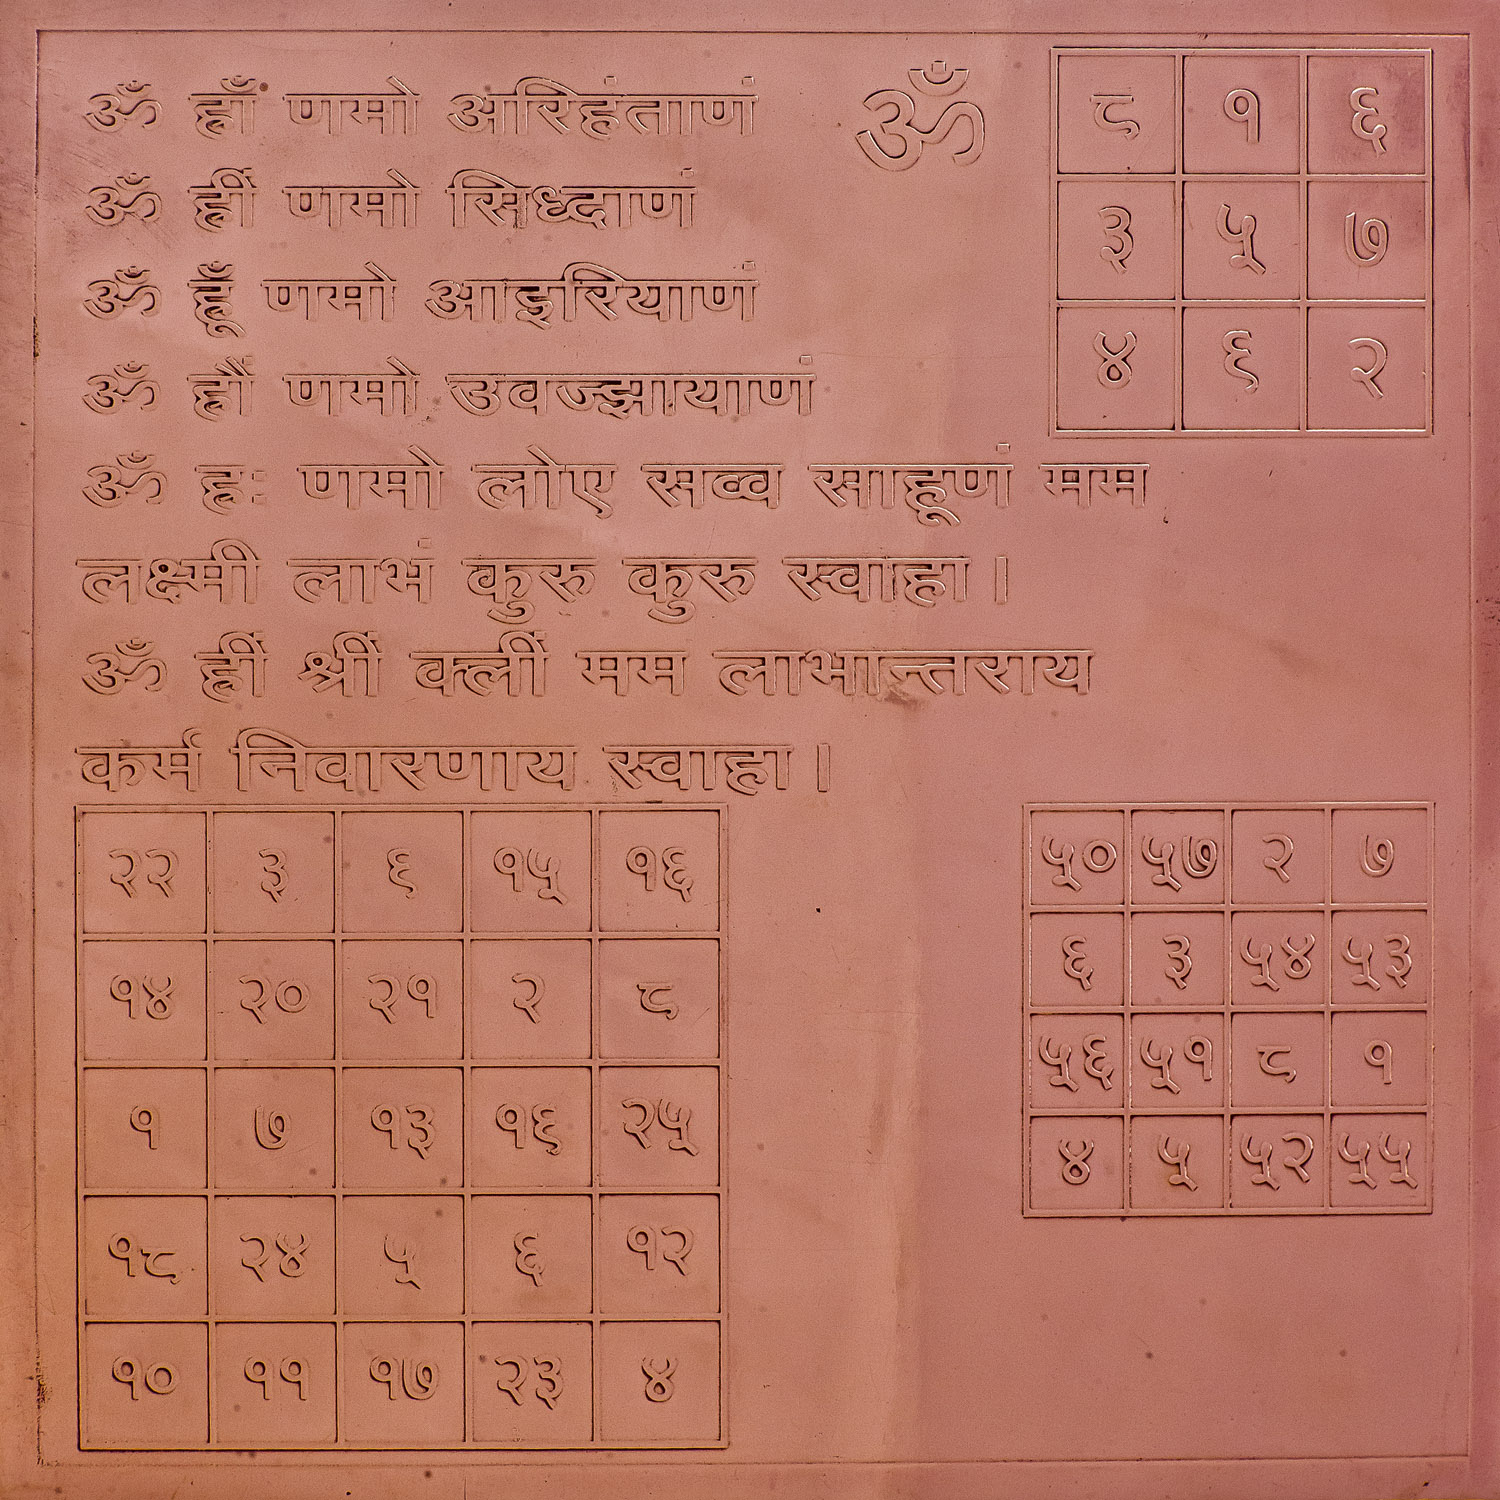 ॐ ह्राँ णमो अरिहंताणं
ॐ
ॐ ह्रीं णमो सिध्दाणं
ॐ ह्रूँ णमो आइरियाणं
ॐ ह्रौं णमो उवज्झायाणं
ॐ ह्रः णमो लोए सव्व साहूणं मम
लक्ष्मी लाभं कुरु कुरु स्वाहा।
ॐ ह्रीं श्रीं क्लीं मम लाभान्तराय
कर्म निवारणाय स्वाहा।
८ १ ६
३ ५ ७
४ ९ २
२२ ३ ९ १५ १६
१४ २० २१ २ ८
१ ७ १३ १९ २५
१८ २४ ५ ६ १२
१० ११ १७ २३ ४
५० ५७ २ ७
६ ३ ५४ ५३
५६ ५१ ८ १
४ ५ ५२ ५५